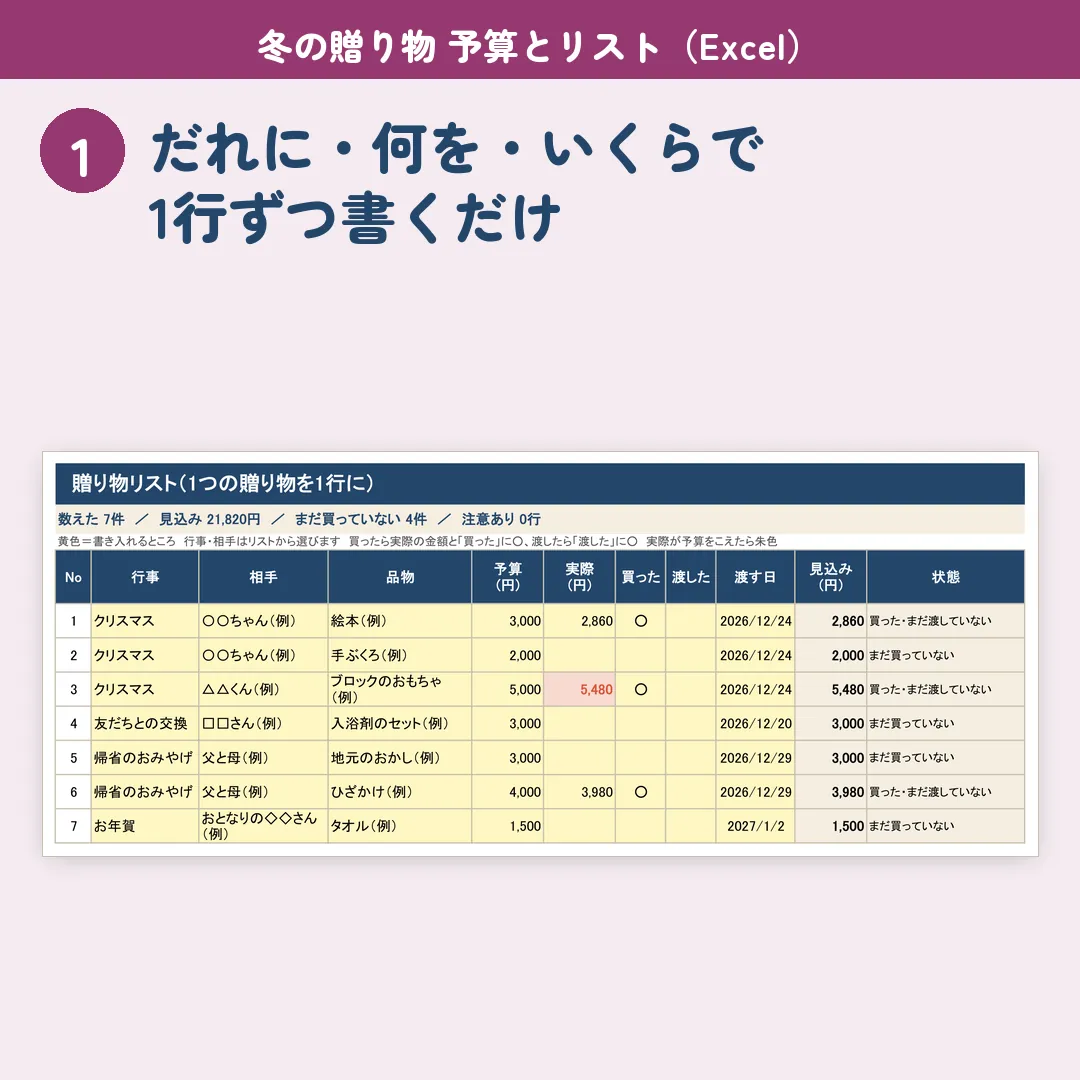 冬の贈り物 予算とリスト（Excel）
1
だれに・何を・いくらで
1行ずつ書くだけ
贈り物リスト（1つの贈り物を1行に）
数えた 7件 ／ 見込み 21,820円 ／ まだ買っていない 4件 ／ 注意あり 0行
黄色＝書き入れるところ 行事・相手はリストから選びます 買ったら実際の金額と「買った」に〇、渡したら「渡した」に〇 実際が予算をこえたら朱色
No 行事 相手 品物 予算（円） 実際（円） 買った 渡した 渡す日 見込み（円） 状態
1 クリスマス 〇〇ちゃん（例） 絵本（例） 3,000 2,860 〇 2026/12/24 2,860 買った・まだ渡していない
2 クリスマス 〇〇ちゃん（例） 手ぶくろ（例） 2,000 2026/12/24 2,000 まだ買っていない
3 クリスマス △△くん（例） ブロックのおもちゃ（例） 5,000 5,480 〇 2026/12/24 5,480 買った・まだ渡していない
4 友だちとの交換 □□さん（例） 入浴剤のセット（例） 3,000 2026/12/20 3,000 まだ買っていない
5 帰省のおみやげ 父と母（例） 地元のおかし（例） 3,000 2026/12/29 3,000 まだ買っていない
6 帰省のおみやげ 父と母（例） ひざかけ（例） 4,000 3,980 〇 2026/12/29 3,980 買った・まだ渡していない
7 お年賀 おとなりの◇◇さん（例） タオル（例） 1,500 2027/1/2 1,500 まだ買っていない